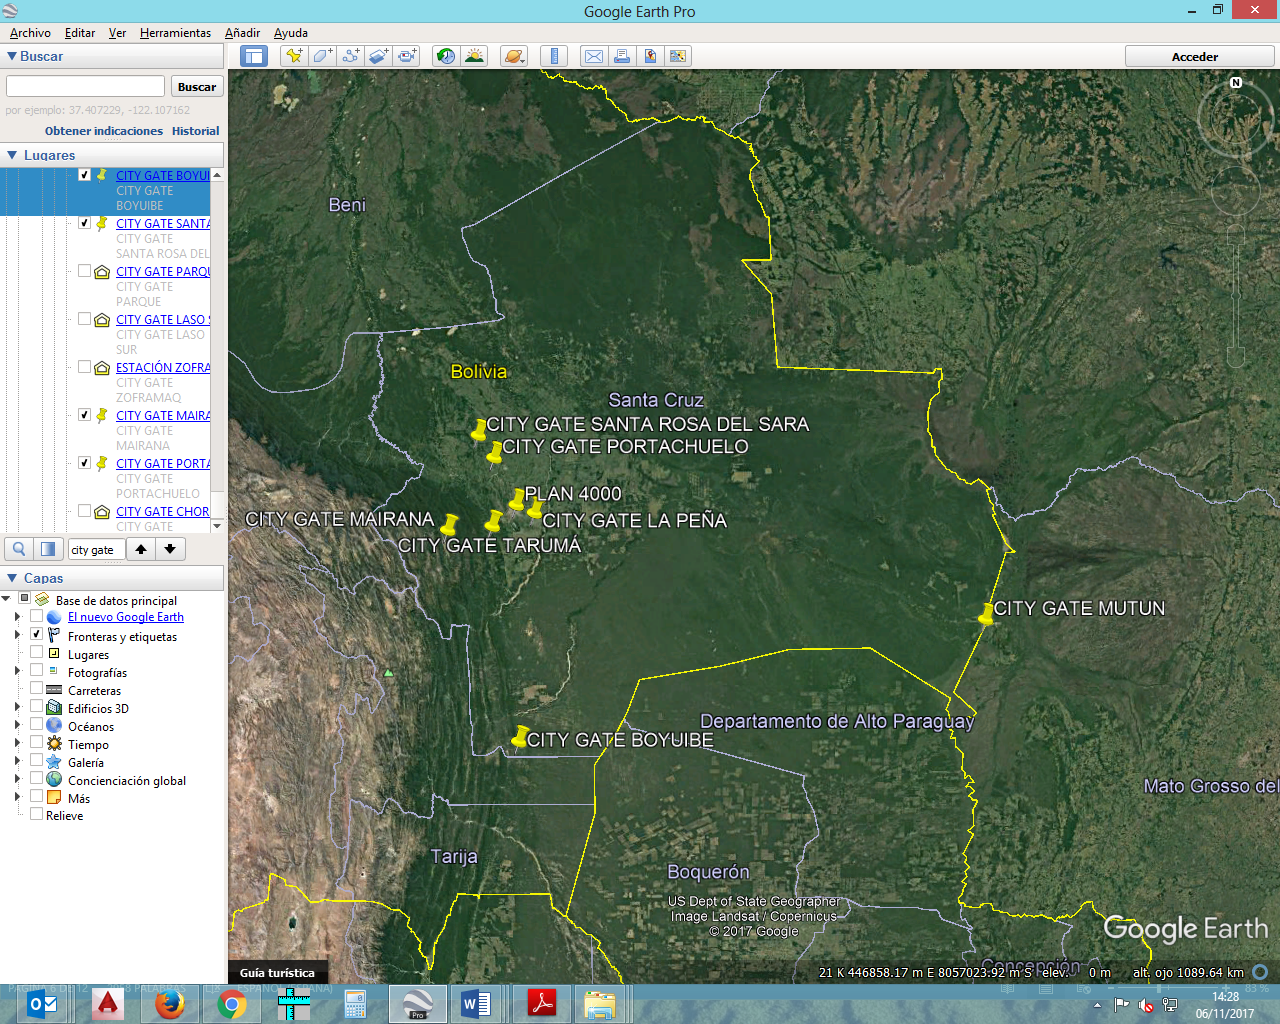 Google Earth Pro
Archivo Editar Ver Herramientas Añadir Ayuda
Buscar
Acceder
Buscar
por ejemplo: 37.407229, -122.107162
Obtener indicaciones Historial
Lugares
CITY GATE BOYUI
CITY GATE
BOYUIBE
CITY GATE SANTA
CITY GATE
SANTA ROSA DEL
CITY GATE PARQU
CITY GATE
PARQUE
CITY GATE LASO S
CITY GATE LASO
SUR
ESTACIÓN ZOFRA
CITY GATE
ZOFRAMAQ
CITY GATE MAIRA
CITY GATE
MAIRANA
CITY GATE PORTA
CITY GATE
PORTACHUELO
CITY GATE CHOR
CITY GATE
city gate
Capas
Base de datos principal
El nuevo Google Earth
Fronteras y etiquetas
Lugares
Fotografías
Carreteras
Edificios 3D
Océanos
Tiempo
Galería
Concienciación global
Más
Relieve
N
Beni
Bolivia
Santa Cruz
CITY GATE SANTA ROSA DEL SARA
CITY GATE PORTACHUELO
PLAN 4000
CITY GATE MAIRANA
CITY GATE LA PEÑA
CITY GATE TARUMÁ
CITY GATE MUTUN
Departamento de Alto Paraguay
CITY GATE BOYUIBE
Mato Grosso del
Tarija
Boquerón
US Dept of State Geographer
Image Landsat / Copernicus
© 2017 Google
Google Earth
Concepción
Guía turística
21 K 446858.17 m E 8057023.92 m S elev. 0 m alt. ojo 1089.64 km
PÁGINA 6 DE 12
PALABRAS
83 %
Pro
14:28
06/11/2017